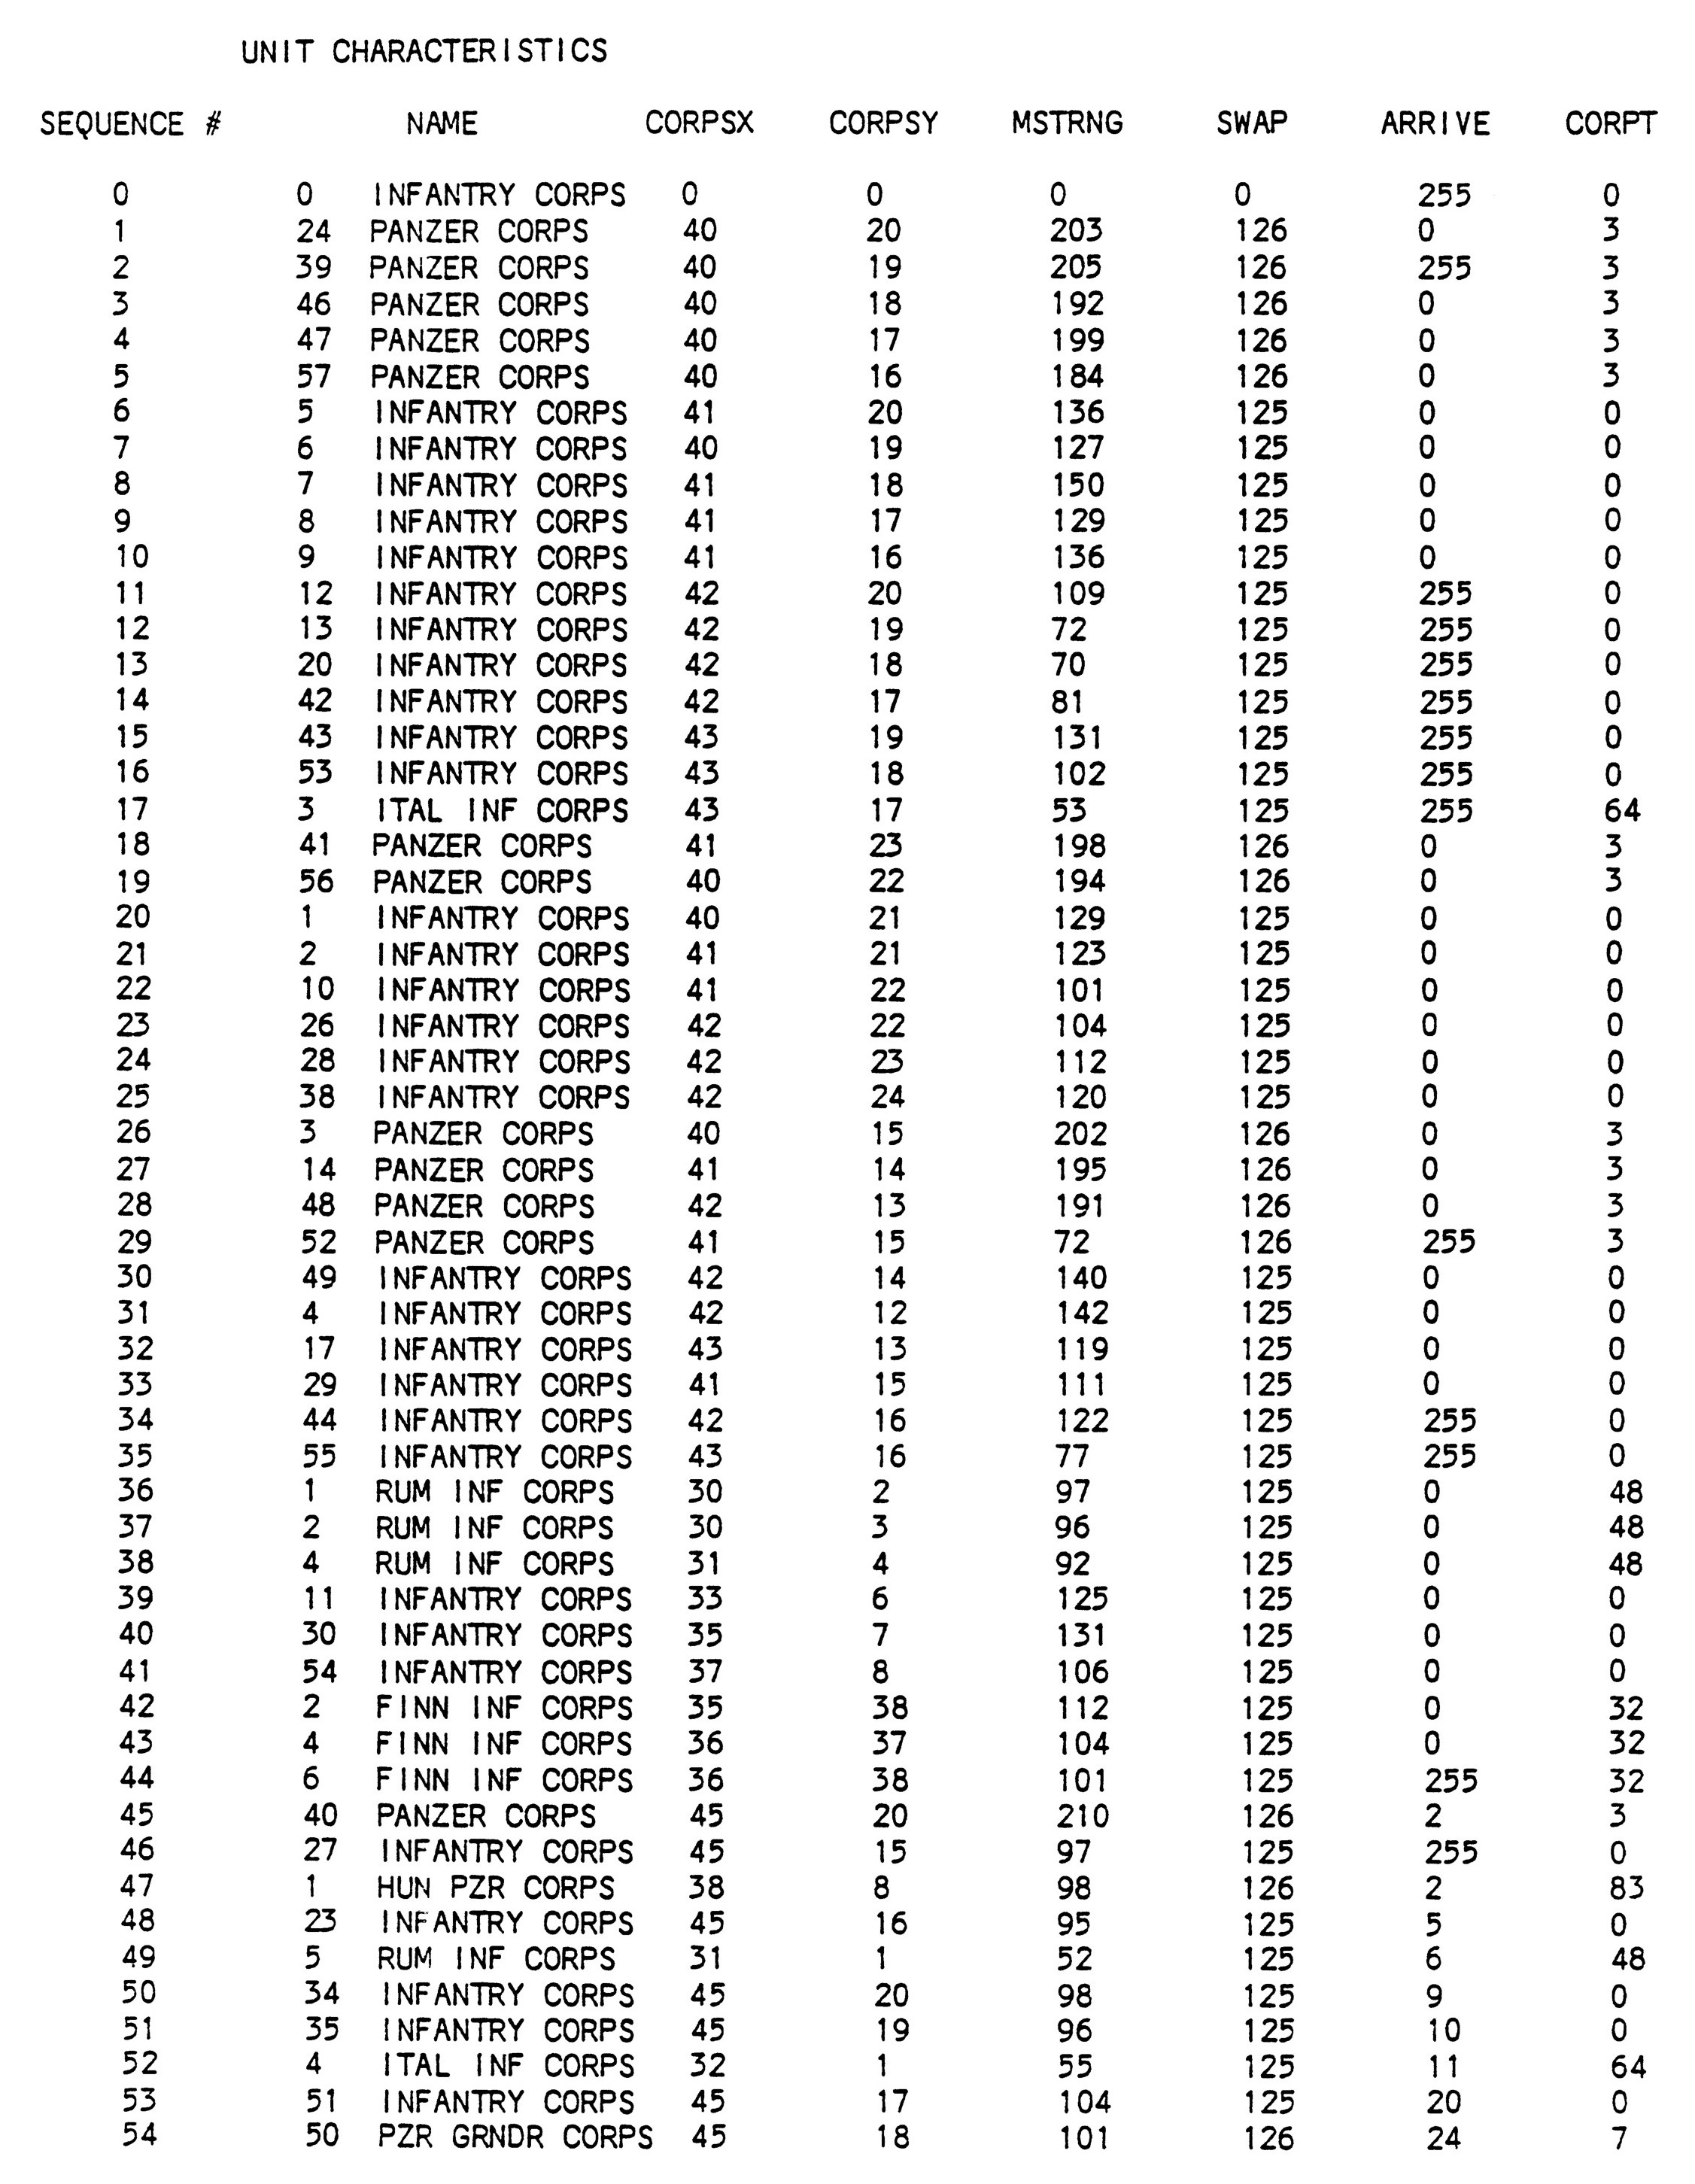 UNIT CHARACTERISTICS
SEQUENCE # NAME CORPSX CORPSY MSTRNG SWAP ARRIVE CORPT
0 0 INFANTRY CORPS 0 0 0 0 255 0
1 24 PANZER CORPS 40 20 203 126 0 3
2 39 PANZER CORPS 40 19 205 126 255 3
3 46 PANZER CORPS 40 18 192 126 0 3
4 47 PANZER CORPS 40 17 199 126 0 3
5 57 PANZER CORPS 40 16 184 126 0 3
6 5 INFANTRY CORPS 41 20 136 125 0 0
7 6 INFANTRY CORPS 40 19 127 125 0 0
8 7 INFANTRY CORPS 41 18 150 125 0 0
9 8 INFANTRY CORPS 41 17 129 125 0 0
10 9 INFANTRY CORPS 41 16 136 125 0 0
11 12 INFANTRY CORPS 42 20 109 125 255 0
12 13 INFANTRY CORPS 42 19 72 125 255 0
13 20 INFANTRY CORPS 42 18 70 125 255 0
14 42 INFANTRY CORPS 42 17 81 125 255 0
15 43 INFANTRY CORPS 43 19 131 125 255 0
16 53 INFANTRY CORPS 43 18 102 125 255 0
17 3 ITAL INF CORPS 43 17 53 125 255 64
18 41 PANZER CORPS 41 23 198 126 0 3
19 56 PANZER CORPS 40 22 194 126 0 3
20 1 INFANTRY CORPS 40 21 129 125 0 0
21 2 INFANTRY CORPS 41 21 123 125 0 0
22 10 INFANTRY CORPS 41 22 101 125 0 0
23 26 INFANTRY CORPS 42 22 104 125 0 0
24 28 INFANTRY CORPS 42 23 112 125 0 0
25 38 INFANTRY CORPS 42 24 120 125 0 0
26 3 PANZER CORPS 40 15 202 126 0 3
27 14 PANZER CORPS 41 14 195 126 0 3
28 48 PANZER CORPS 42 13 191 126 0 3
29 52 PANZER CORPS 41 15 72 126 255 3
30 49 INFANTRY CORPS 42 14 140 125 0 0
31 4 INFANTRY CORPS 42 12 142 125 0 0
32 17 INFANTRY CORPS 43 13 119 125 0 0
33 29 INFANTRY CORPS 41 15 111 125 0 0
34 44 INFANTRY CORPS 42 16 122 125 255 0
35 55 INFANTRY CORPS 43 16 77 125 255 0
36 1 RUM INF CORPS 30 2 97 125 0 48
37 2 RUM INF CORPS 30 3 96 125 0 48
38 4 RUM INF CORPS 31 4 92 125 0 48
39 11 INFANTRY CORPS 33 6 125 125 0 0
40 30 INFANTRY CORPS 35 7 131 125 0 0
41 54 INFANTRY CORPS 37 8 106 125 0 0
42 2 FINN INF CORPS 35 38 112 125 0 32
43 4 FINN INF CORPS 36 37 104 125 0 32
44 6 FINN INF CORPS 36 38 101 125 255 32
45 40 PANZER CORPS 45 20 210 126 2 3
46 27 INFANTRY CORPS 45 15 97 125 255 0
47 1 HUN PZR CORPS 38 8 98 126 2 83
48 23 INFANTRY CORPS 45 16 95 125 5 0
49 5 RUM INF CORPS 31 1 52 125 6 48
50 34 INFANTRY CORPS 45 20 98 125 9 0
51 35 INFANTRY CORPS 45 19 96 125 10 0
52 4 ITAL INF CORPS 32 1 55 125 11 64
53 51 INFANTRY CORPS 45 17 104 125 20 0
54 50 PZR GRNDR CORPS 45 18 101 126 24 7